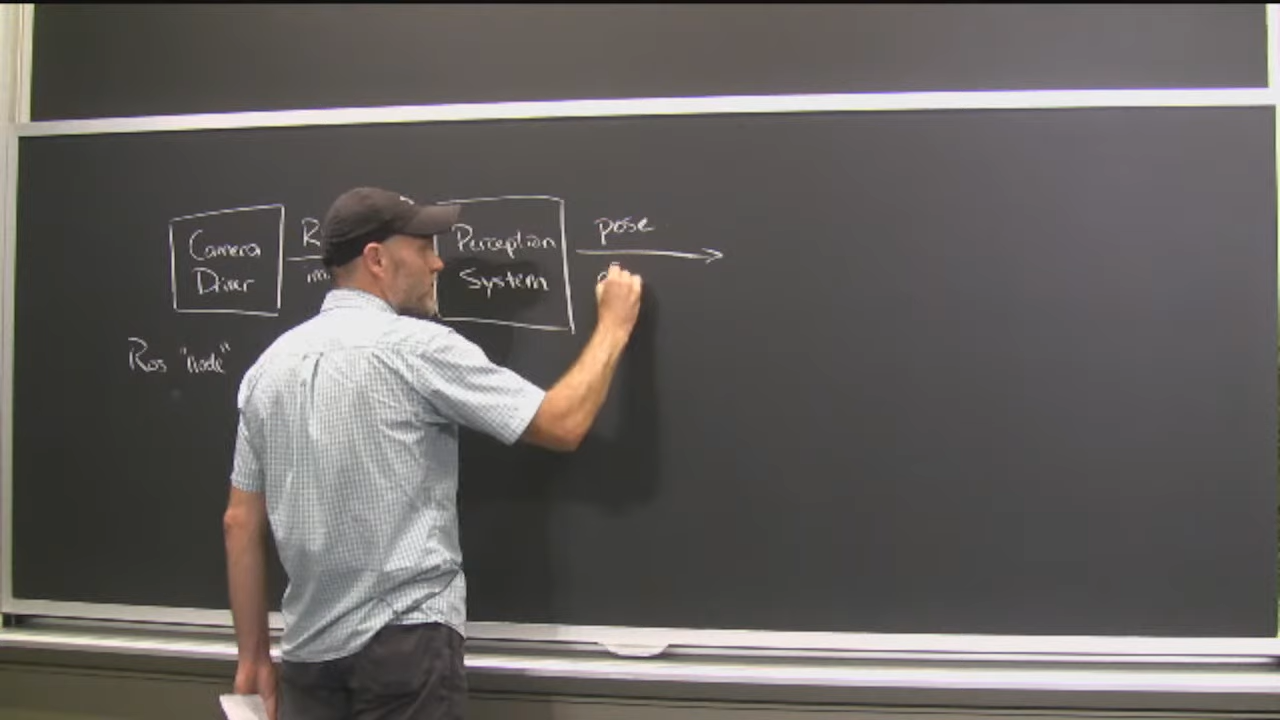 Camera
Driver
Perception
System
pose
Ros "node"